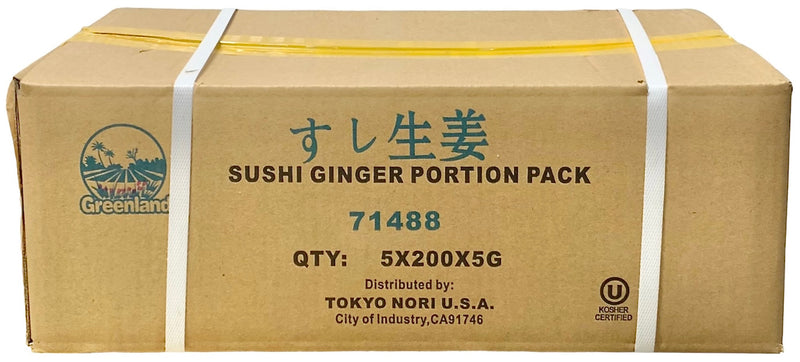 すし生姜
SUSHI GINGER PORTION PACK
Greenland
71488
QTY: 5X200X5G
Distributed by:
TOKYO NORI U.S.A.
City of Industry,CA91746
U
KOSHER
CERTIFIED